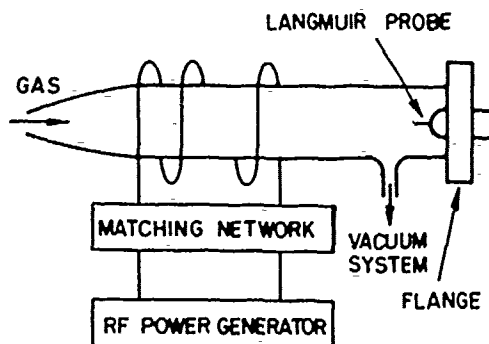 LANGMUIR PROBE
GAS
MATCHING NETWORK
VACUUM
SYSTEM
FLANGE
RF POWER GENERATOR